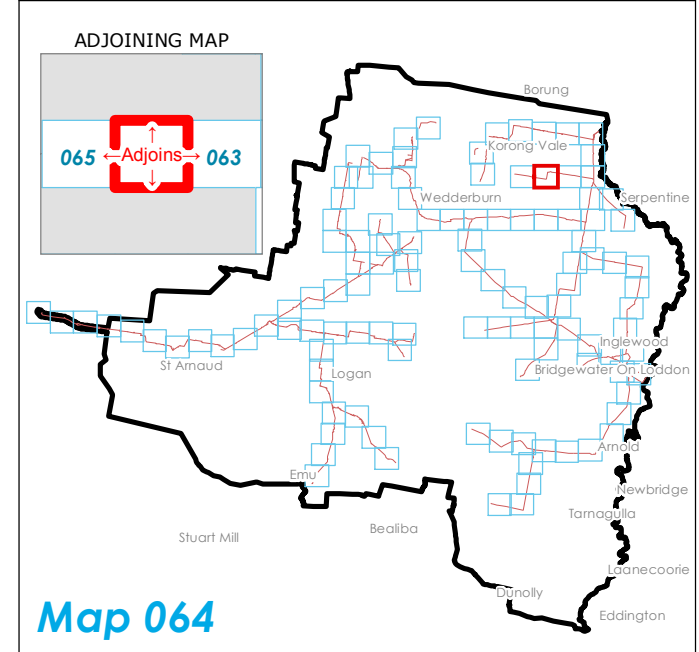 ADJOINING MAP
065 ←Adjoins→ 063
Borung
Korong Vale
Wedderburn
Serpentine
Inglewood
St Arnaud
Logan
Bridgewater On Loddon
Arnold
Emu
Newbridge
Tarnagulla
Stuart Mill
Bealiba
Laanecoorie
Dunolly
Eddington
Map 064